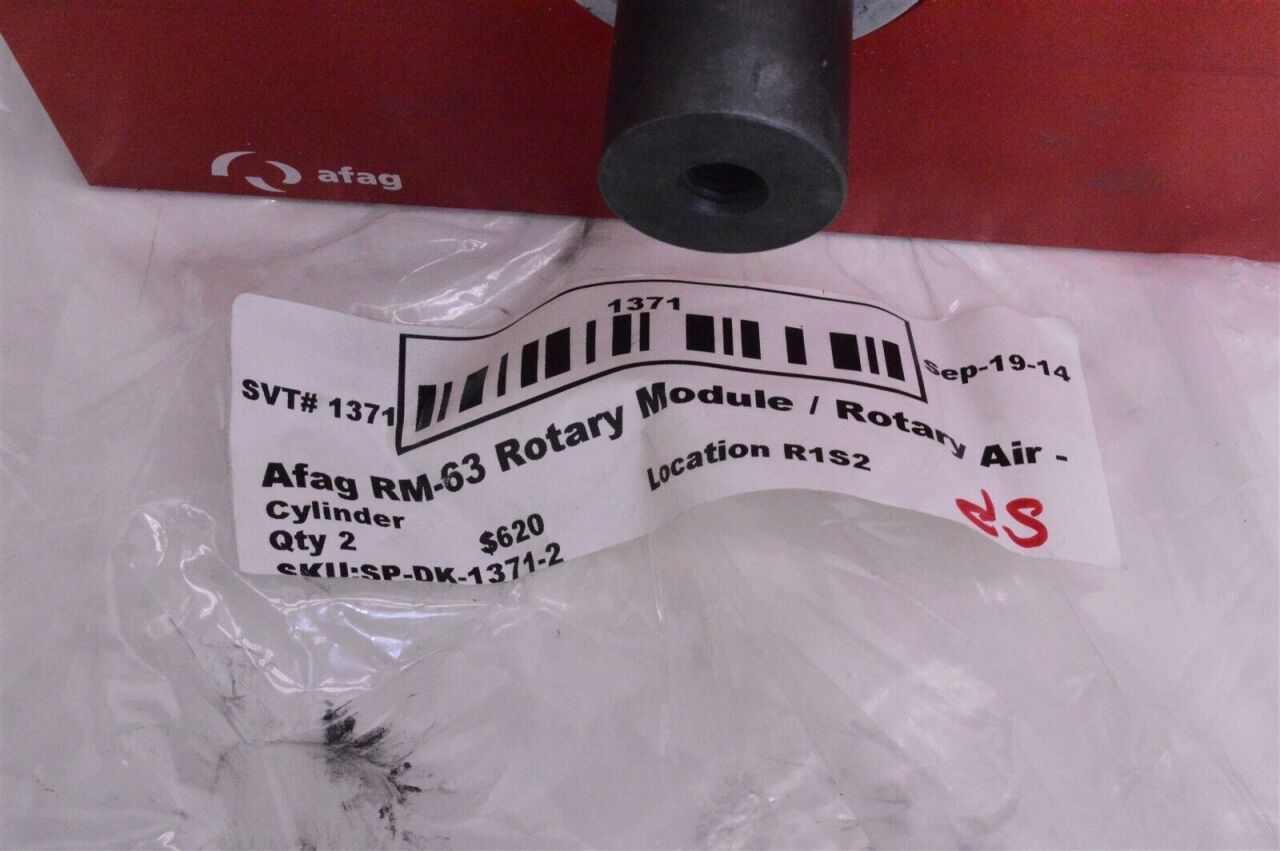 afag
1371
SVT# 1371
Sep-19-14
Afag RM-63 Rotary Module / Rotary Air -
Cylinder
Location R1S2
Qty 2
$620
SKU:SP-DK-1371-2